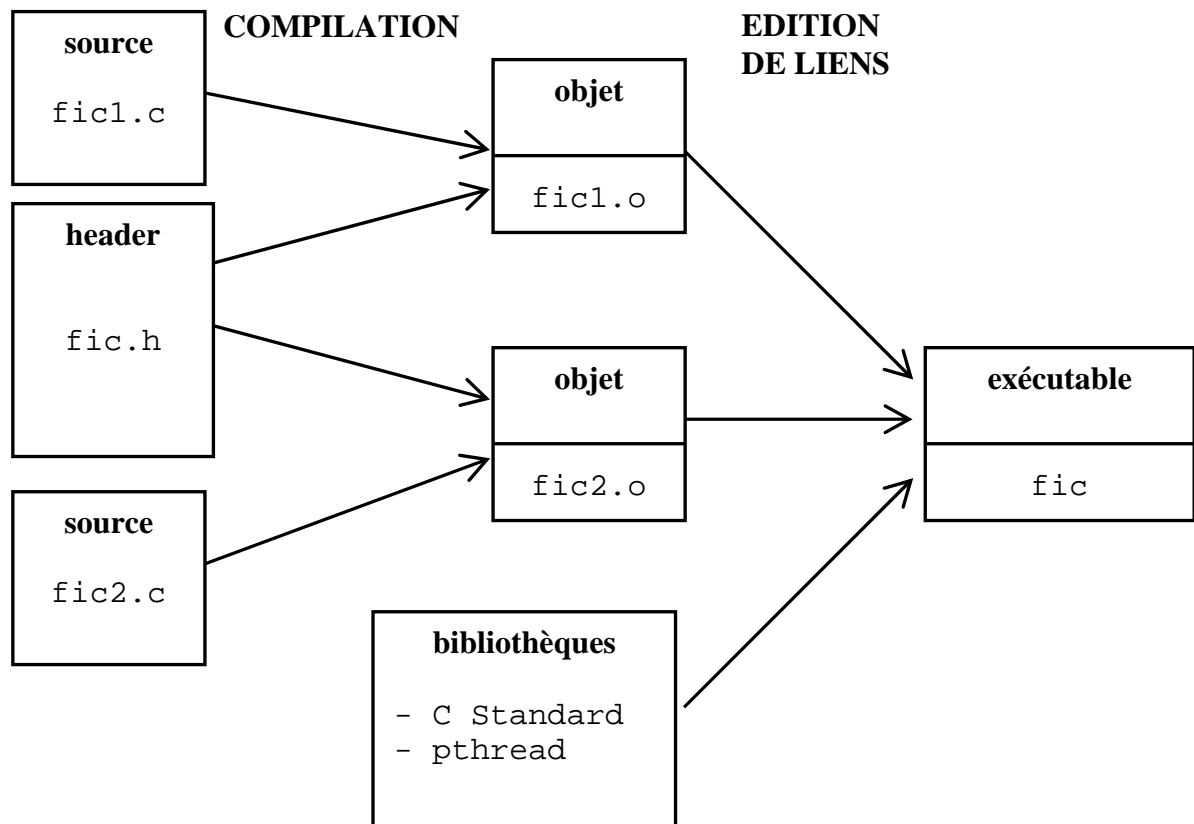 source
fic1.c
COMPILATION
EDITION
DE LIENS
objet
fic1.o
header
fic.h
objet
fic2.o
exécutable
fic
source
fic2.c
bibliothèques
- C Standard
- pthread